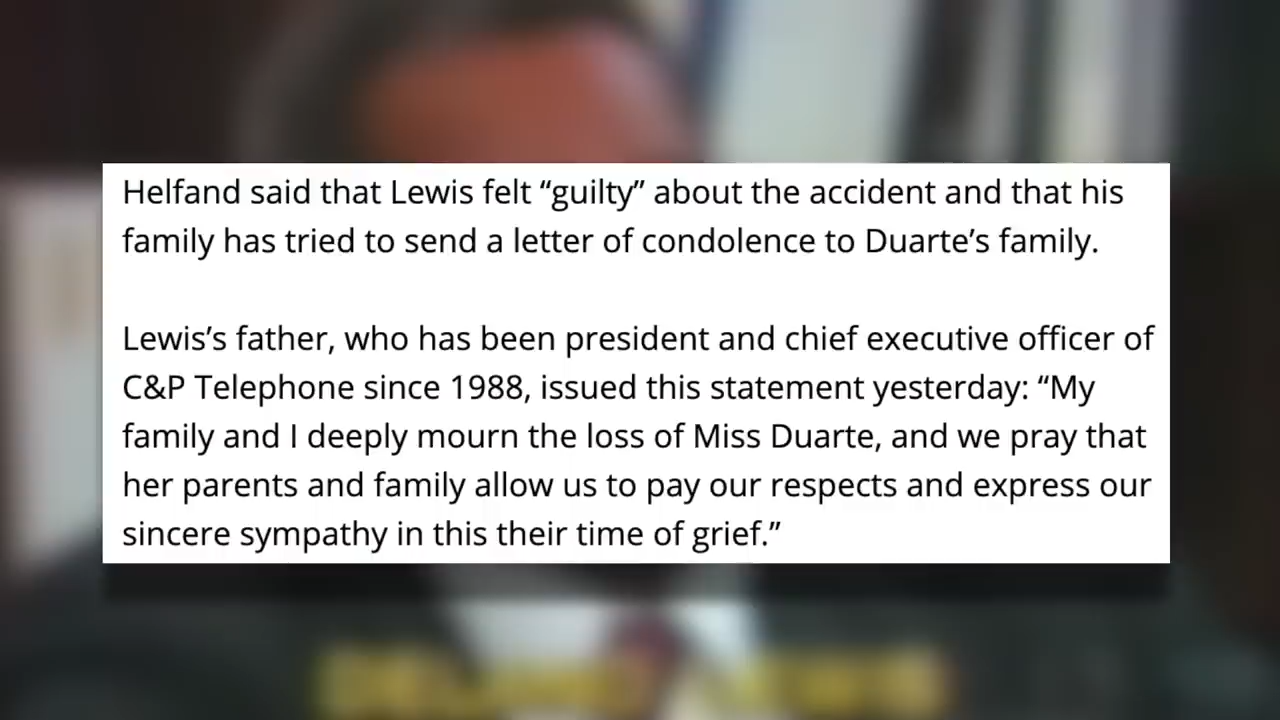 Helfand said that Lewis felt “guilty” about the accident and that his
family has tried to send a letter of condolence to Duarte’s family.
Lewis’s father, who has been president and chief executive officer of
C&P Telephone since 1988, issued this statement yesterday: “My
family and I deeply mourn the loss of Miss Duarte, and we pray that
her parents and family allow us to pay our respects and express our
sincere sympathy in this their time of grief.”